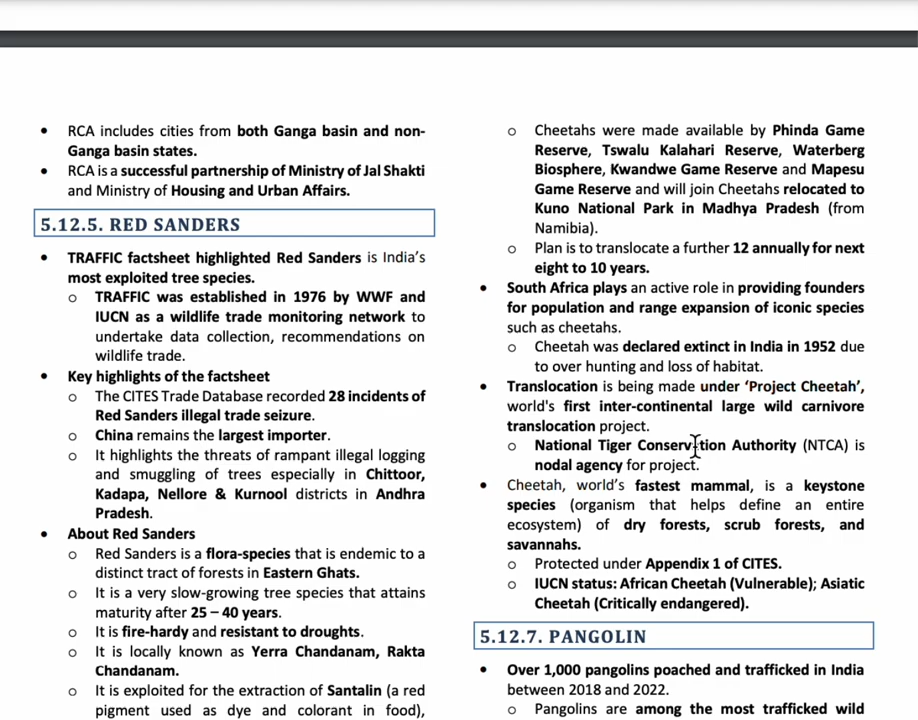 • RCA includes cities from both Ganga basin and non-
Ganga basin states.
• RCA is a successful partnership of Ministry of Jal Shakti
and Ministry of Housing and Urban Affairs.
5.12.5. RED SANDERS
• TRAFFIC factsheet highlighted Red Sanders is India's
most exploited tree species.
o TRAFFIC was established in 1976 by WWF and
IUCN as a wildlife trade monitoring network to
undertake data collection, recommendations on
wildlife trade.
• Key highlights of the factsheet
o The CITES Trade Database recorded 28 incidents of
Red Sanders illegal trade seizure.
o China remains the largest importer.
o It highlights the threats of rampant illegal logging
and smuggling of trees especially in Chittoor,
Kadapa, Nellore & Kurnool districts in Andhra
Pradesh.
• About Red Sanders
o Red Sanders is a flora-species that is endemic to a
distinct tract of forests in Eastern Ghats.
o It is a very slow-growing tree species that attains
maturity after 25 – 40 years.
o It is fire-hardy and resistant to droughts.
o It is locally known as Yerra Chandanam, Rakta
Chandanam.
o It is exploited for the extraction of Santalin (a red
pigment used as dye and colorant in food),
o Cheetahs were made available by Phinda Game
Reserve, Tswalu Kalahari Reserve, Waterberg
Biosphere, Kwandwe Game Reserve and Mapesu
Game Reserve and will join Cheetahs relocated to
Kuno National Park in Madhya Pradesh (from
Namibia).
o Plan is to translocate a further 12 annually for next
eight to 10 years.
• South Africa plays an active role in providing founders
for population and range expansion of iconic species
such as cheetahs.
o Cheetah was declared extinct in India in 1952 due
to over hunting and loss of habitat.
• Translocation is being made under ‘Project Cheetah’,
world's first inter-continental large wild carnivore
translocation project.
o National Tiger Conservation Authority (NTCA) is
nodal agency for project.
• Cheetah, world’s fastest mammal, is a keystone
species (organism that helps define an entire
ecosystem) of dry forests, scrub forests, and
savannahs.
o Protected under Appendix 1 of CITES.
o IUCN status: African Cheetah (Vulnerable); Asiatic
Cheetah (Critically endangered).
5.12.7. PANGOLIN
• Over 1,000 pangolins poached and trafficked in India
between 2018 and 2022.
o Pangolins are among the most trafficked wild